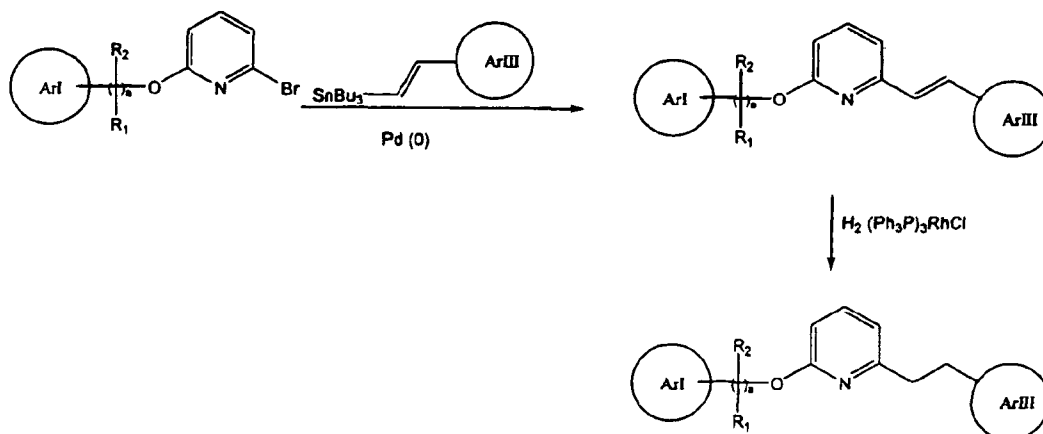 R₂
ArI ( )ₐ O N Br
R₁
SnBu₃ ArIII
Pd (0)
R₂
ArI ( )ₐ O N ArIII
R₁
H₂ (Ph₃P)₃RhCl
R₂
ArI ( )ₐ O N ArIII
R₁